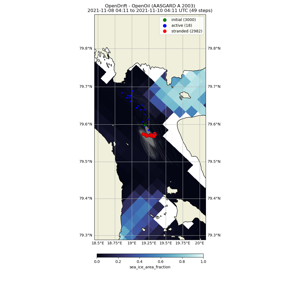 OpenDrift - OpenOil (AASGARD A 2003)
2021-11-08 04:11 to 2021-11-10 04:11 UTC (49 steps)
initial (3000)
active (18)
stranded (2982)
79.8°N 79.8°N
79.7°N 79.7°N
79.6°N 79.6°N
79.5°N 79.5°N
79.4°N 79.4°N
79.3°N 79.3°N
18.5°E 18.75°E 19°E 19.25°E 19.5°E 19.75°E 20°E
0.0 0.2 0.4 0.6 0.8 1.0
sea_ice_area_fraction